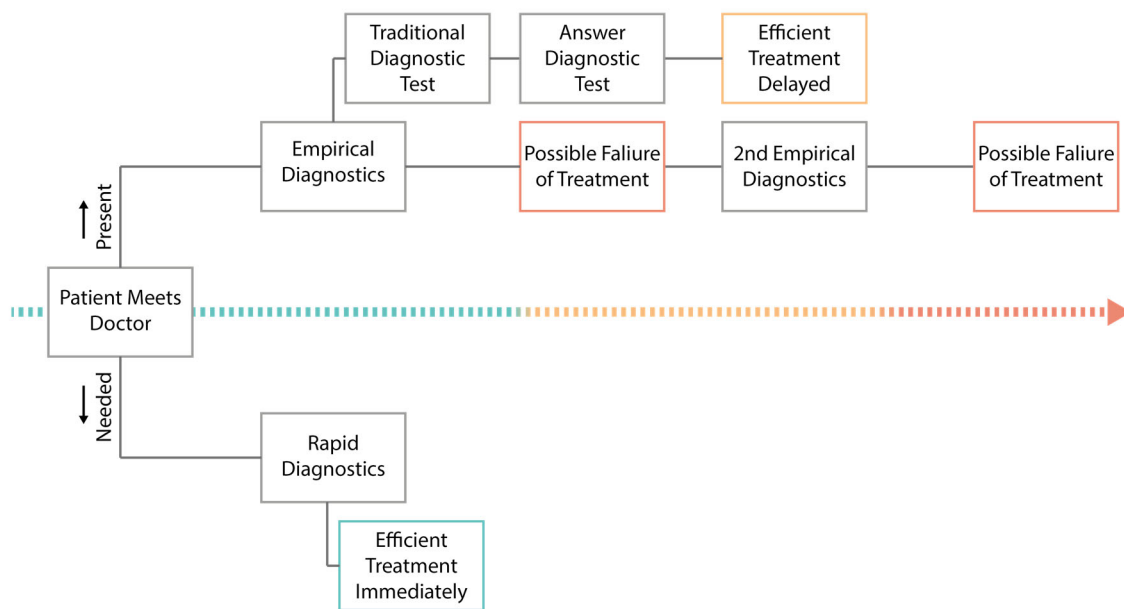 Traditional
Diagnostic
Test
Answer
Diagnostic
Test
Efficient
Treatment
Delayed
Empirical
Diagnostics
Possible Faliure
of Treatment
2nd Empirical
Diagnostics
Possible Faliure
of Treatment
Present
Patient Meets
Doctor
Needed
Rapid
Diagnostics
Efficient
Treatment
Immediately